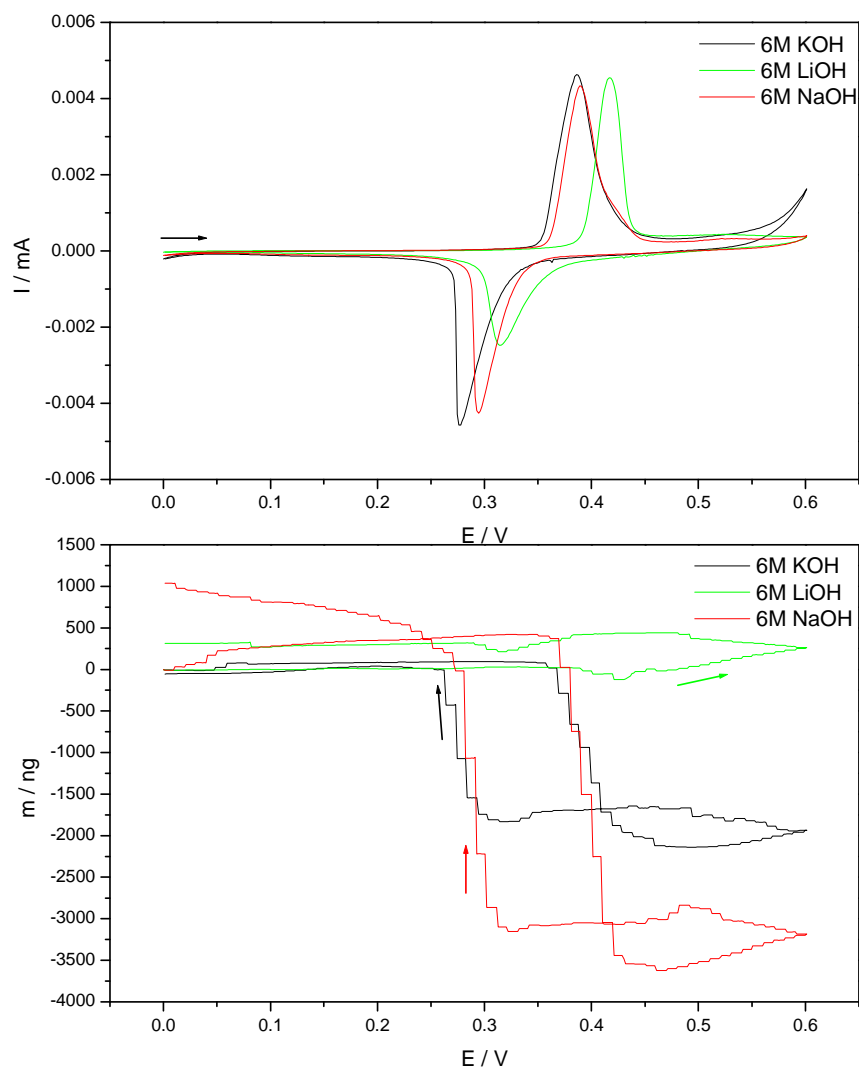 0.006
0.004
0.002
0.000
-0.002
-0.004
-0.006
I / mA
6M KOH
6M LiOH
6M NaOH
0.0 0.1 0.2 0.3 0.4 0.5 0.6
E / V
1500
1000
500
0
-500
-1000
-1500
-2000
-2500
-3000
-3500
-4000
m / ng
6M KOH
6M LiOH
6M NaOH
0.0 0.1 0.2 0.3 0.4 0.5 0.6
E / V